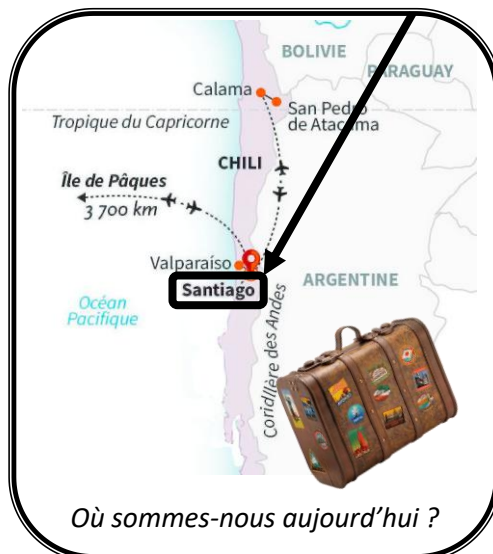 BOLIVIE
PARAGUAY
Calama
San Pedro
de Atacama
Tropique du Capricorne
CHILI
Île de Pâques
3 700 km
Valparaíso
Santiago
ARGENTINE
Océan
Pacifique
Coridllère des Andes
Où sommes-nous aujourd'hui ?